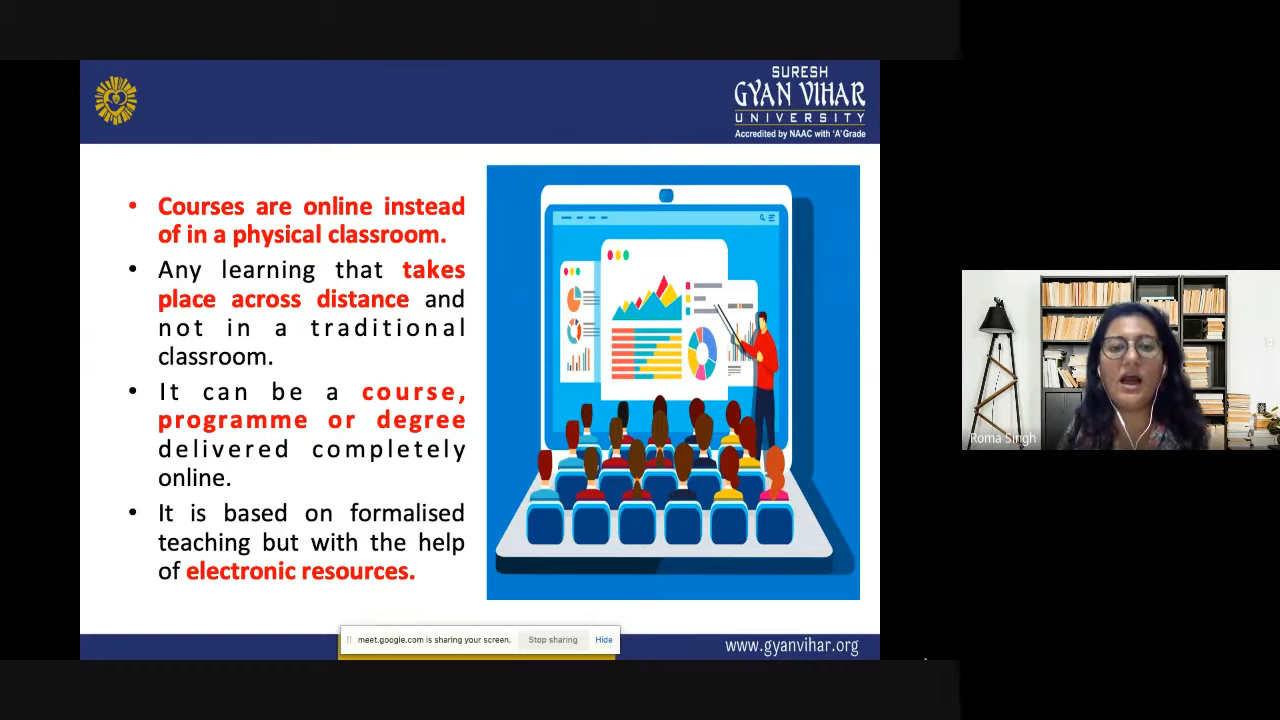 SURESH
GYAN VIHAR
UNIVERSITY
Accredited by NAAC with 'A' Grade
• Courses are online instead
of in a physical classroom.
• Any learning that takes
place across distance and
not in a traditional
classroom.
• It can be a course,
programme or degree
delivered completely
online.
• It is based on formalised
teaching but with the help
of electronic resources.
Roma Singh
meet.google.com is sharing your screen. Stop sharing Hide
www.gyanvihar.org